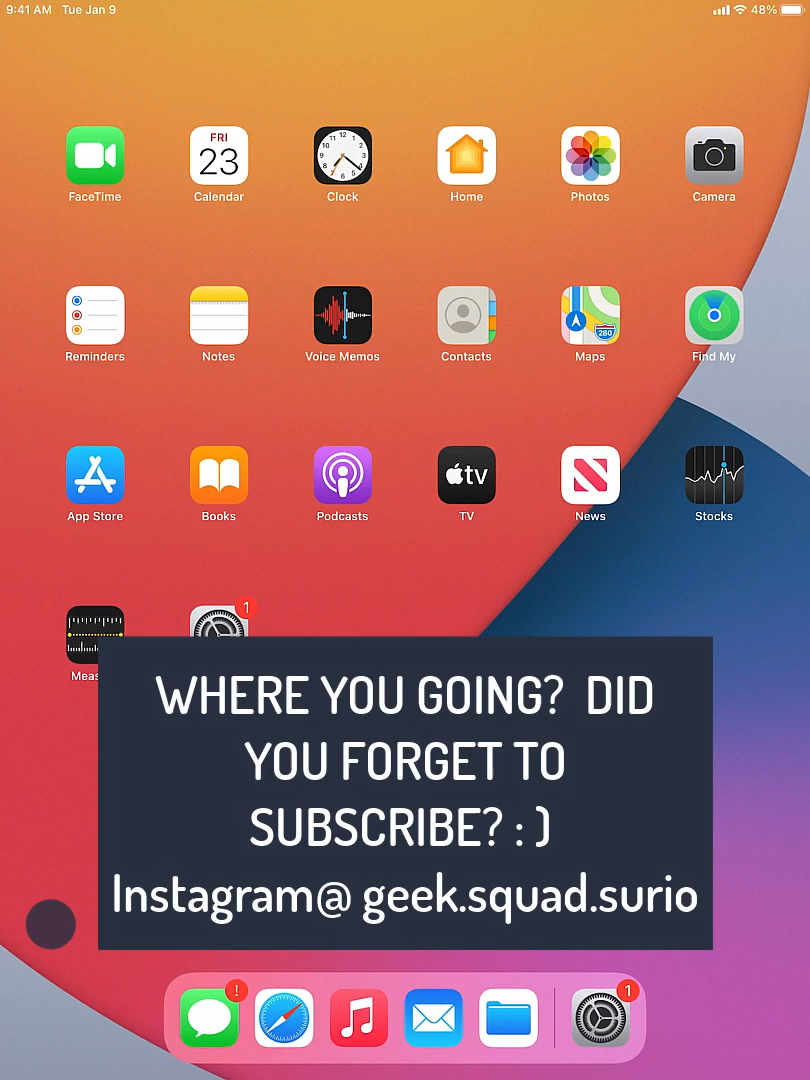 9:41 AM Tue Jan 9 48%
FRI
23
FaceTime Calendar Clock Home Photos Camera
280
Reminders Notes Voice Memos Contacts Maps Find My
tv
App Store Books Podcasts TV News Stocks
1
Meas
WHERE YOU GOING? DID
YOU FORGET TO
SUBSCRIBE? : )
Instagram@ geek.squad.surio
! 1